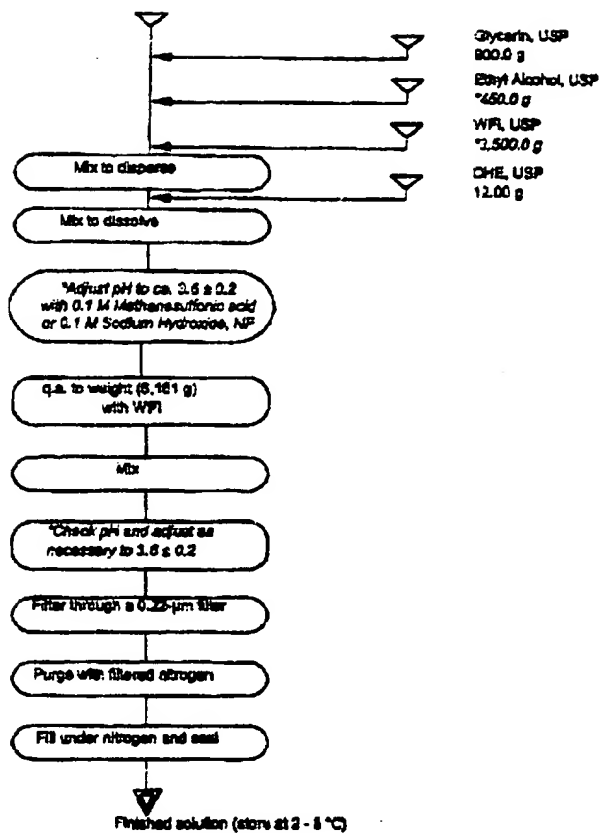 Glycerin, USP
900.0 g
Ethyl Alcohol, USP
*450.0 g
WFI, USP
*3,500.0 g
Mix to disperse
DHE, USP
12.00 g
Mix to dissolve
*Adjust pH to ca. 3.6 ± 0.2
with 0.1 M Methanesulfonic acid
or 0.1 M Sodium Hydroxide, NF
q.s. to weight (6,161 g)
with WFI
Mix
*Check pH and adjust as
necessary to 3.6 ± 0.2
Filter through a 0.22-µm filter
Purge with filtered nitrogen
Fill under nitrogen and seal
Finished solution (store at 2 - 8 °C)